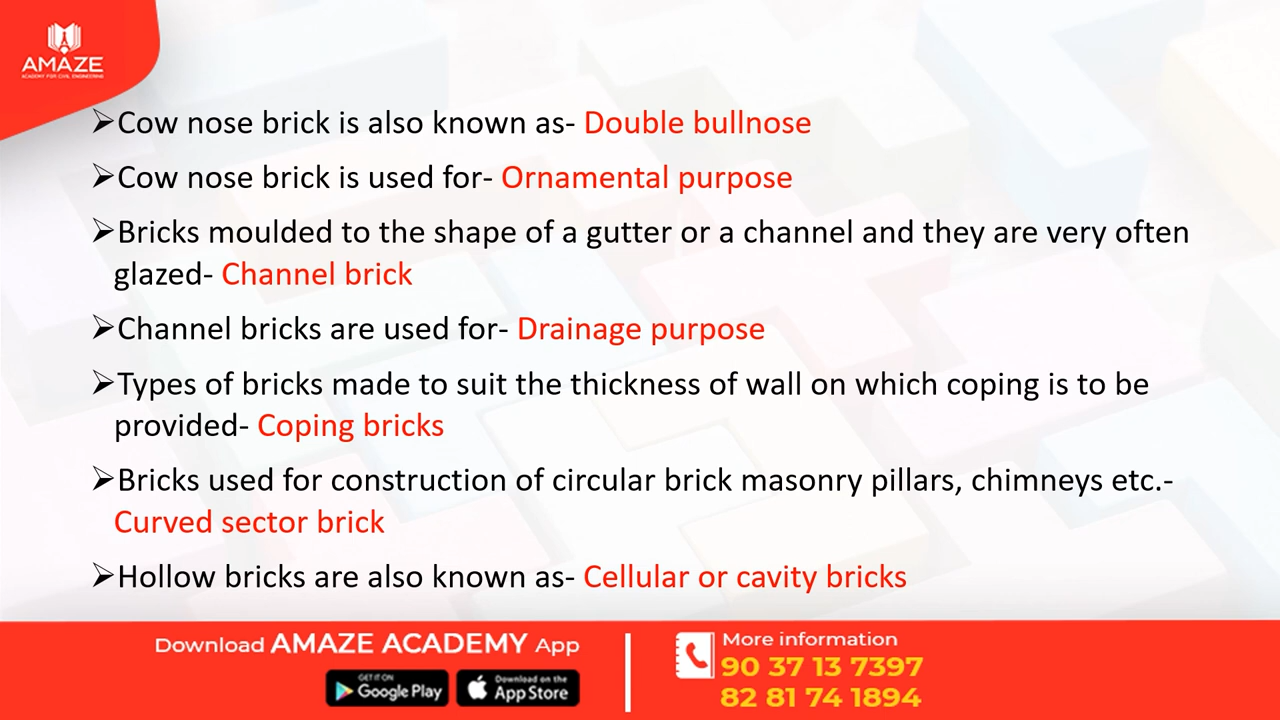 AMAZE
ACADEMY FOR CIVIL ENGINEERING
➢Cow nose brick is also known as- Double bullnose
➢Cow nose brick is used for- Ornamental purpose
➢Bricks moulded to the shape of a gutter or a channel and they are very often
glazed- Channel brick
➢Channel bricks are used for- Drainage purpose
➢Types of bricks made to suit the thickness of wall on which coping is to be
provided- Coping bricks
➢Bricks used for construction of circular brick masonry pillars, chimneys etc.-
Curved sector brick
➢Hollow bricks are also known as- Cellular or cavity bricks
Download AMAZE ACADEMY App
GET IT ON
Google Play
Download on the
App Store
More information
90 37 13 7397
82 81 74 1894